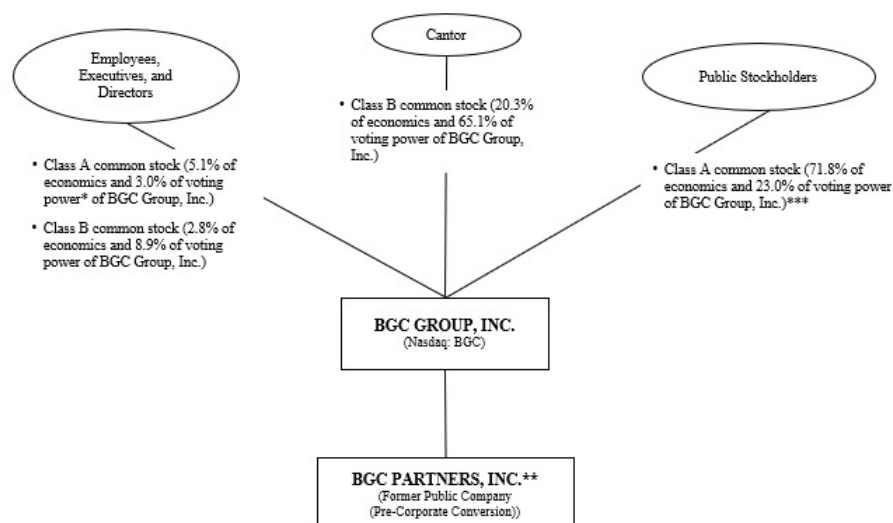 Employees,
Executives, and
Directors
Cantor
Public Stockholders
• Class A common stock (5.1% of
economics and 3.0% of voting
power* of BGC Group, Inc.)
• Class B common stock (2.8% of
economics and 8.9% of voting
power of BGC Group, Inc.)
• Class B common stock (20.3%
of economics and 65.1% of
voting power of BGC Group,
Inc.)
• Class A common stock (71.8% of
economics and 23.0% of voting power
of BGC Group, Inc.)***
BGC GROUP, INC.
(Nasdaq: BGC)
BGC PARTNERS, INC.**
(Former Public Company
(Pre-Corporate Conversion))